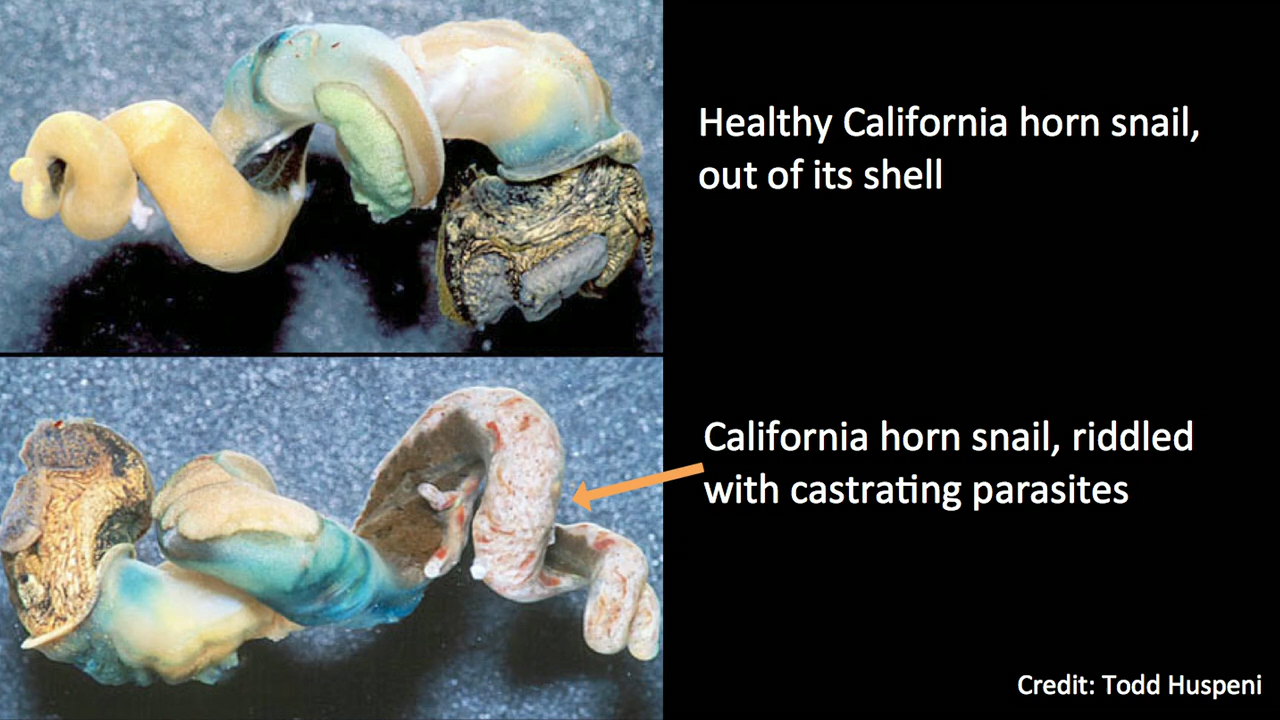 Healthy California horn snail,
out of its shell
California horn snail, riddled
with castrating parasites
Credit: Todd Huspeni